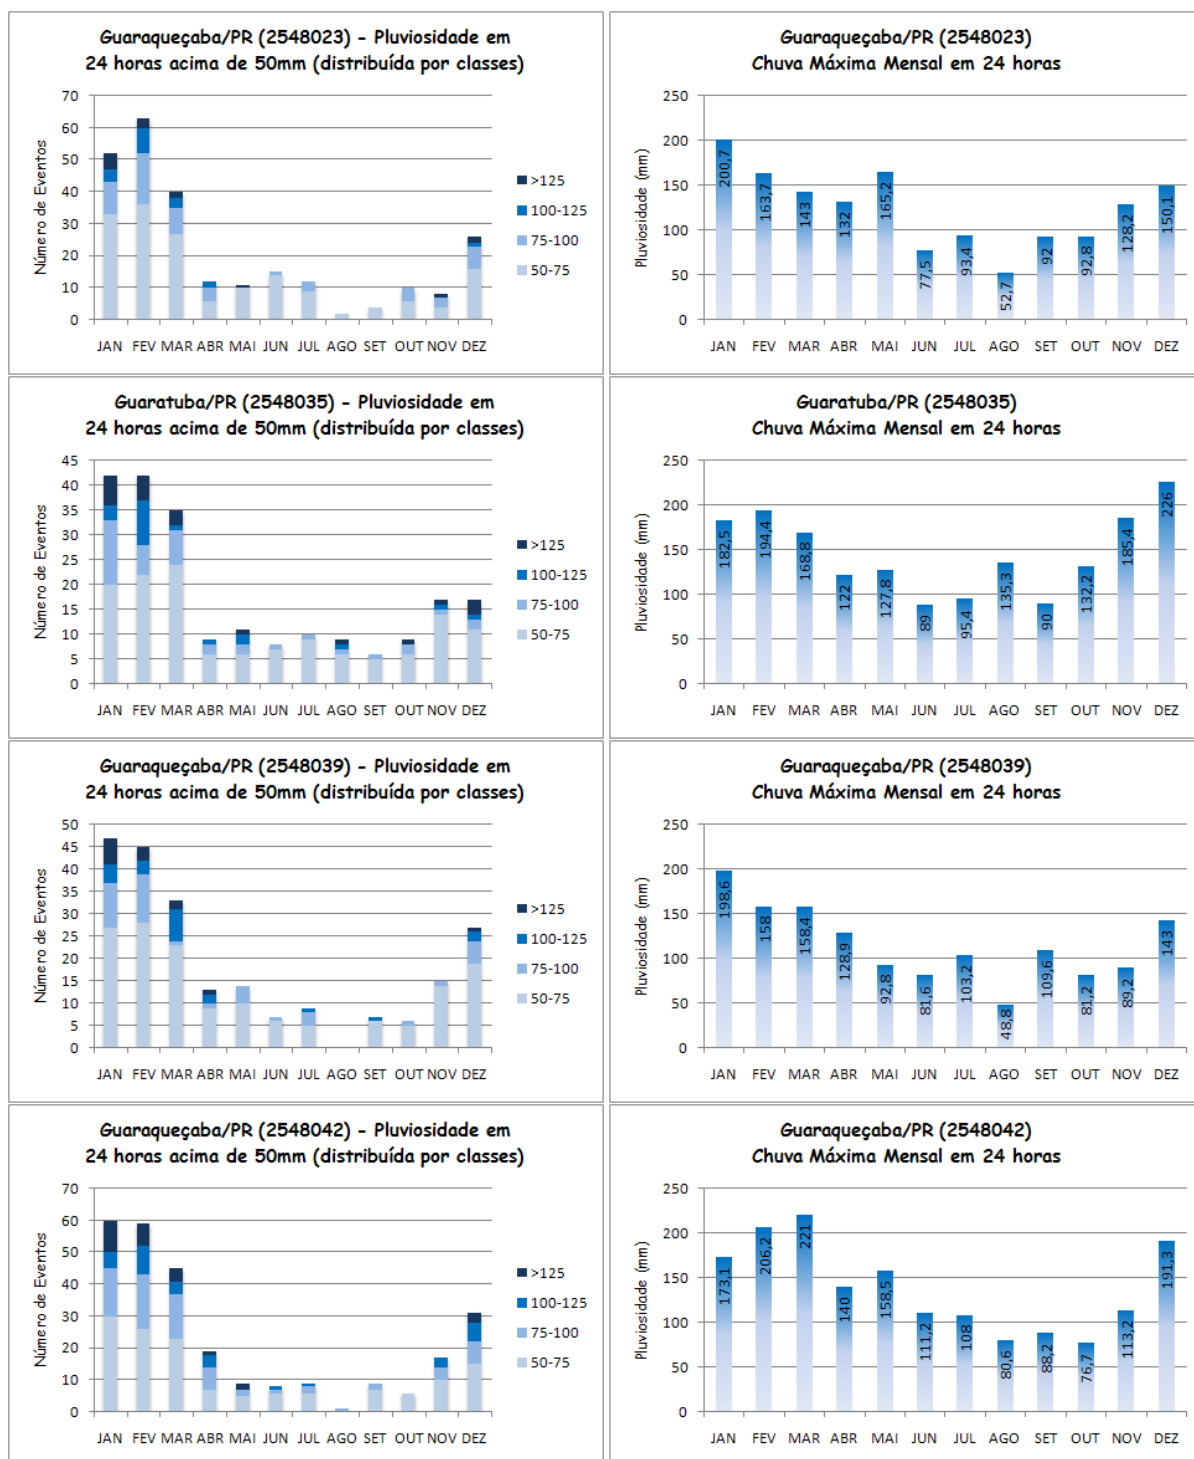 Guaraqueçaba/PR (2548023) - Pluviosidade em
24 horas acima de 50mm (distribuída por classes)
Número de Eventos
70
60
50
40
30
20
10
0
JAN FEV MAR ABR MAI JUN JUL AGO SET OUT NOV DEZ
>125
100-125
75-100
50-75
Guaraqueçaba/PR (2548023)
Chuva Máxima Mensal em 24 horas
Pluviosidade (mm)
250
200
150
100
50
0
200,7 163,7 143 132 165,2 77,5 93,4 52,7 92 92,8 128,2 150,1
JAN FEV MAR ABR MAI JUN JUL AGO SET OUT NOV DEZ
Guaratuba/PR (2548035) - Pluviosidade em
24 horas acima de 50mm (distribuída por classes)
Número de Eventos
45
40
35
30
25
20
15
10
5
0
JAN FEV MAR ABR MAI JUN JUL AGO SET OUT NOV DEZ
>125
100-125
75-100
50-75
Guaratuba/PR (2548035)
Chuva Máxima Mensal em 24 horas
Pluviosidade (mm)
250
200
150
100
50
0
182,5 194,4 168,8 122 127,8 89 95,4 135,3 90 132,2 185,4 226
JAN FEV MAR ABR MAI JUN JUL AGO SET OUT NOV DEZ
Guaraqueçaba/PR (2548039) - Pluviosidade em
24 horas acima de 50mm (distribuída por classes)
Número de Eventos
50
45
40
35
30
25
20
15
10
5
0
JAN FEV MAR ABR MAI JUN JUL AGO SET OUT NOV DEZ
>125
100-125
75-100
50-75
Guaraqueçaba/PR (2548039)
Chuva Máxima Mensal em 24 horas
Pluviosidade (mm)
250
200
150
100
50
0
198,6 158 158,4 128,9 92,8 81,6 103,2 48,8 109,6 81,2 89,2 143
JAN FEV MAR ABR MAI JUN JUL AGO SET OUT NOV DEZ
Guaraqueçaba/PR (2548042) - Pluviosidade em
24 horas acima de 50mm (distribuída por classes)
Número de Eventos
70
60
50
40
30
20
10
0
JAN FEV MAR ABR MAI JUN JUL AGO SET OUT NOV DEZ
>125
100-125
75-100
50-75
Guaraqueçaba/PR (2548042)
Chuva Máxima Mensal em 24 horas
Pluviosidade (mm)
250
200
150
100
50
0
173,1 206,2 221 140 158,5 111,2 108 80,6 88,2 76,7 113,2 191,3
JAN FEV MAR ABR MAI JUN JUL AGO SET OUT NOV DEZ